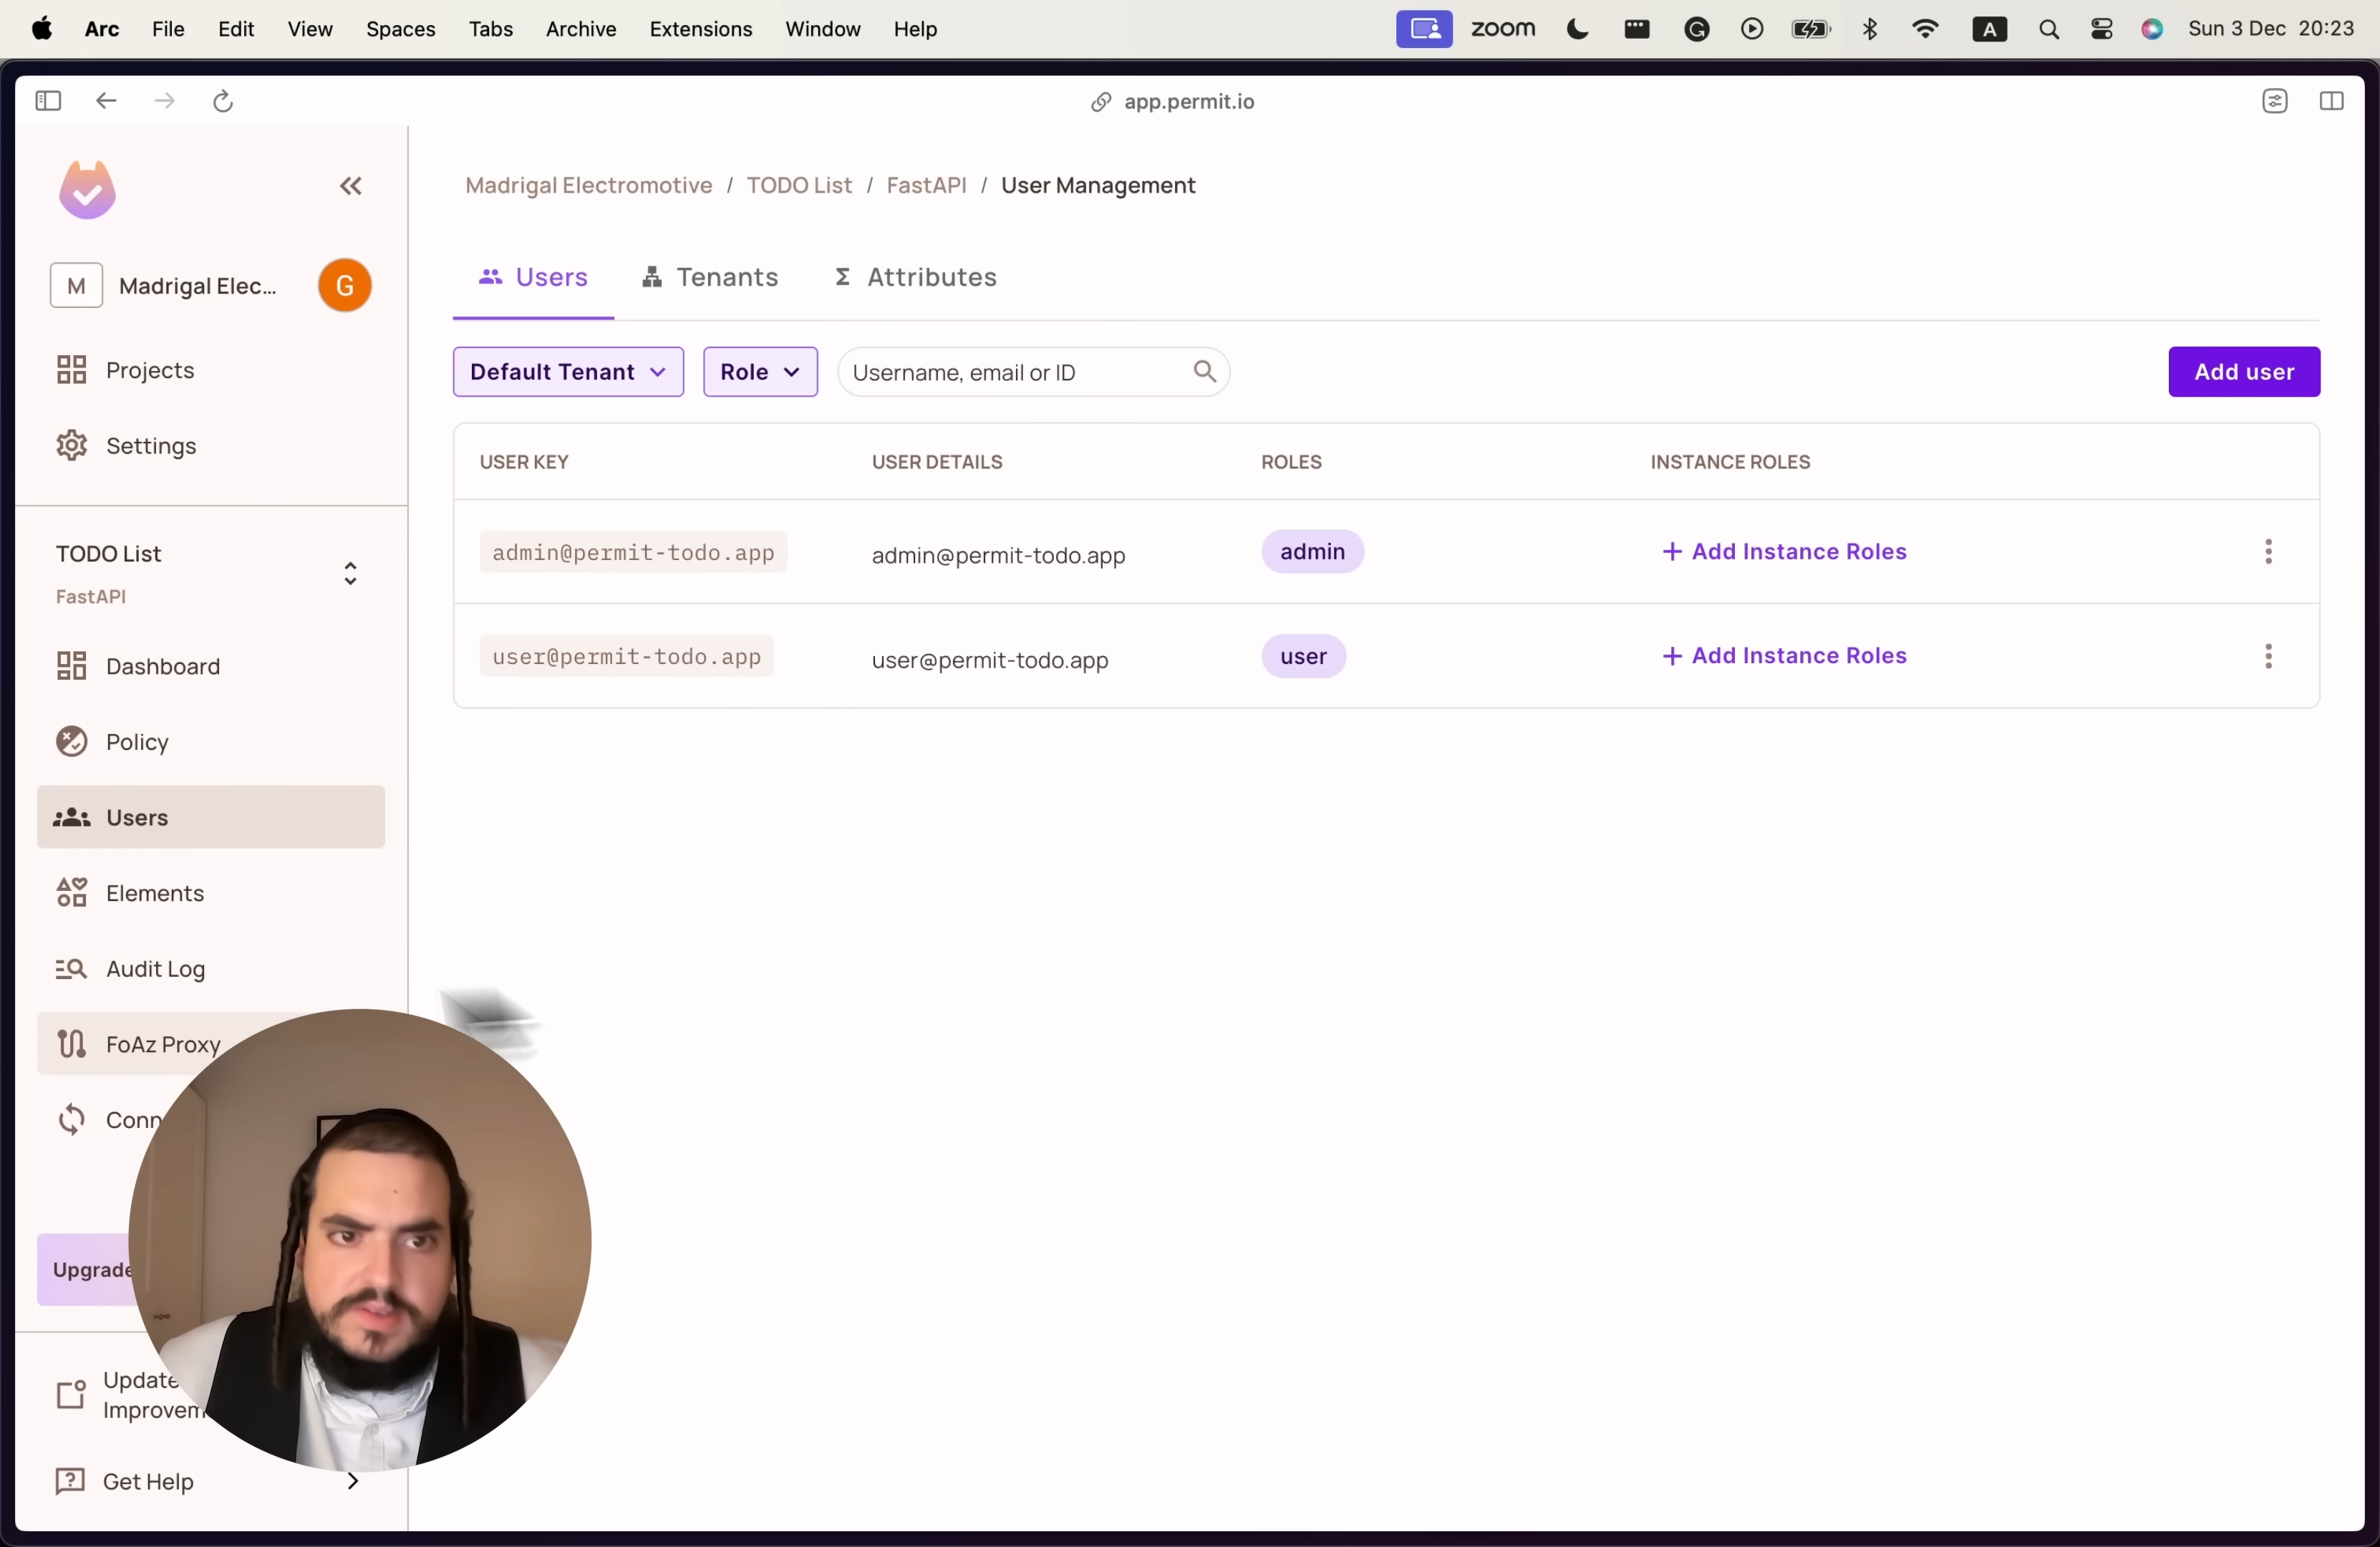 Arc File Edit View Spaces Tabs Archive Extensions Window Help zoom A Sun 3 Dec 20:23
app.permit.io
Madrigal Electromotive / TODO List / FastAPI / User Management
M Madrigal Elec... G
Users Tenants Attributes
Projects
Default Tenant Role Username, email or ID Add user
Settings
USER KEY USER DETAILS ROLES INSTANCE ROLES
TODO List
FastAPI
admin@permit-todo.app admin@permit-todo.app admin + Add Instance Roles
user@permit-todo.app user@permit-todo.app user + Add Instance Roles
Dashboard
Policy
Users
Elements
Audit Log
FoAz Proxy
Conn
Upgrade
Update
Improvem
Get Help